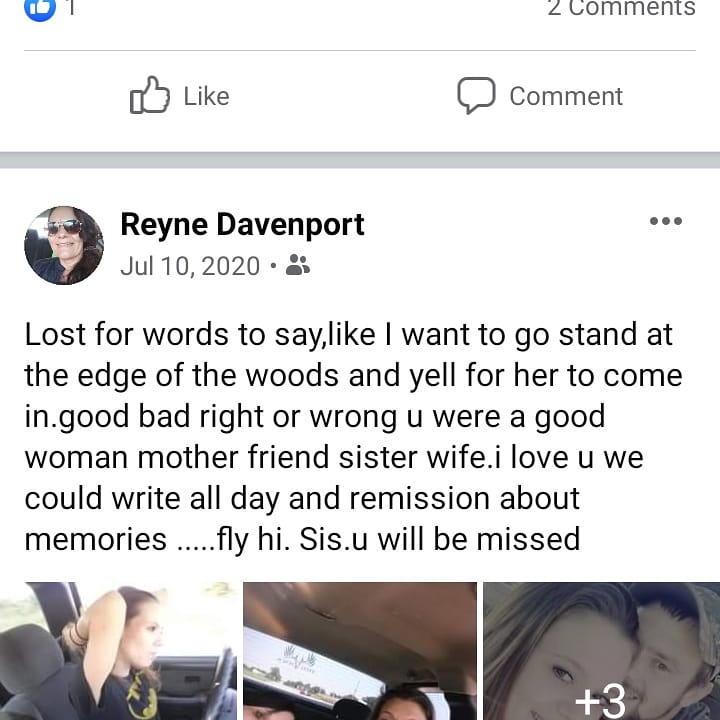 1
2 Comments
Like
Comment
Reyne Davenport
Jul 10, 2020 •
Lost for words to say,like I want to go stand at
the edge of the woods and yell for her to come
in.good bad right or wrong u were a good
woman mother friend sister wife.i love u we
could write all day and remission about
memories .....fly hi. Sis.u will be missed
+3